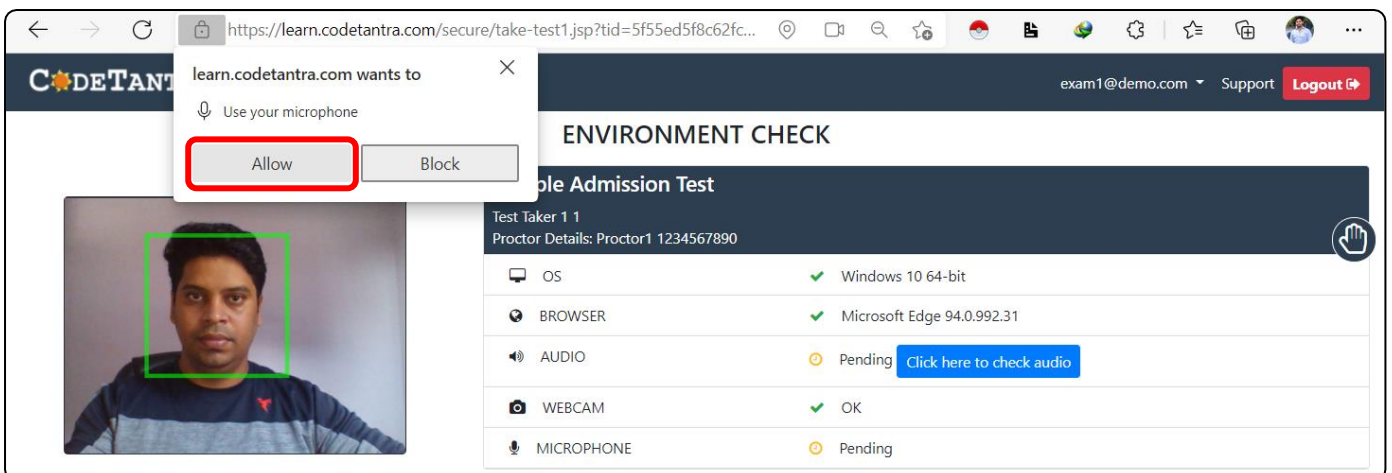 https://learn.codetantra.com/secure/take-test1.jsp?tid=5f55ed5f8c62fc...
CODETANT
learn.codetantra.com wants to
Use your microphone
Allow
Block
exam1@demo.com
Support
Logout
ENVIRONMENT CHECK
ple Admission Test
Test Taker 1 1
Proctor Details: Proctor1 1234567890
OS
Windows 10 64-bit
BROWSER
Microsoft Edge 94.0.992.31
AUDIO
Pending
Click here to check audio
WEBCAM
OK
MICROPHONE
Pending